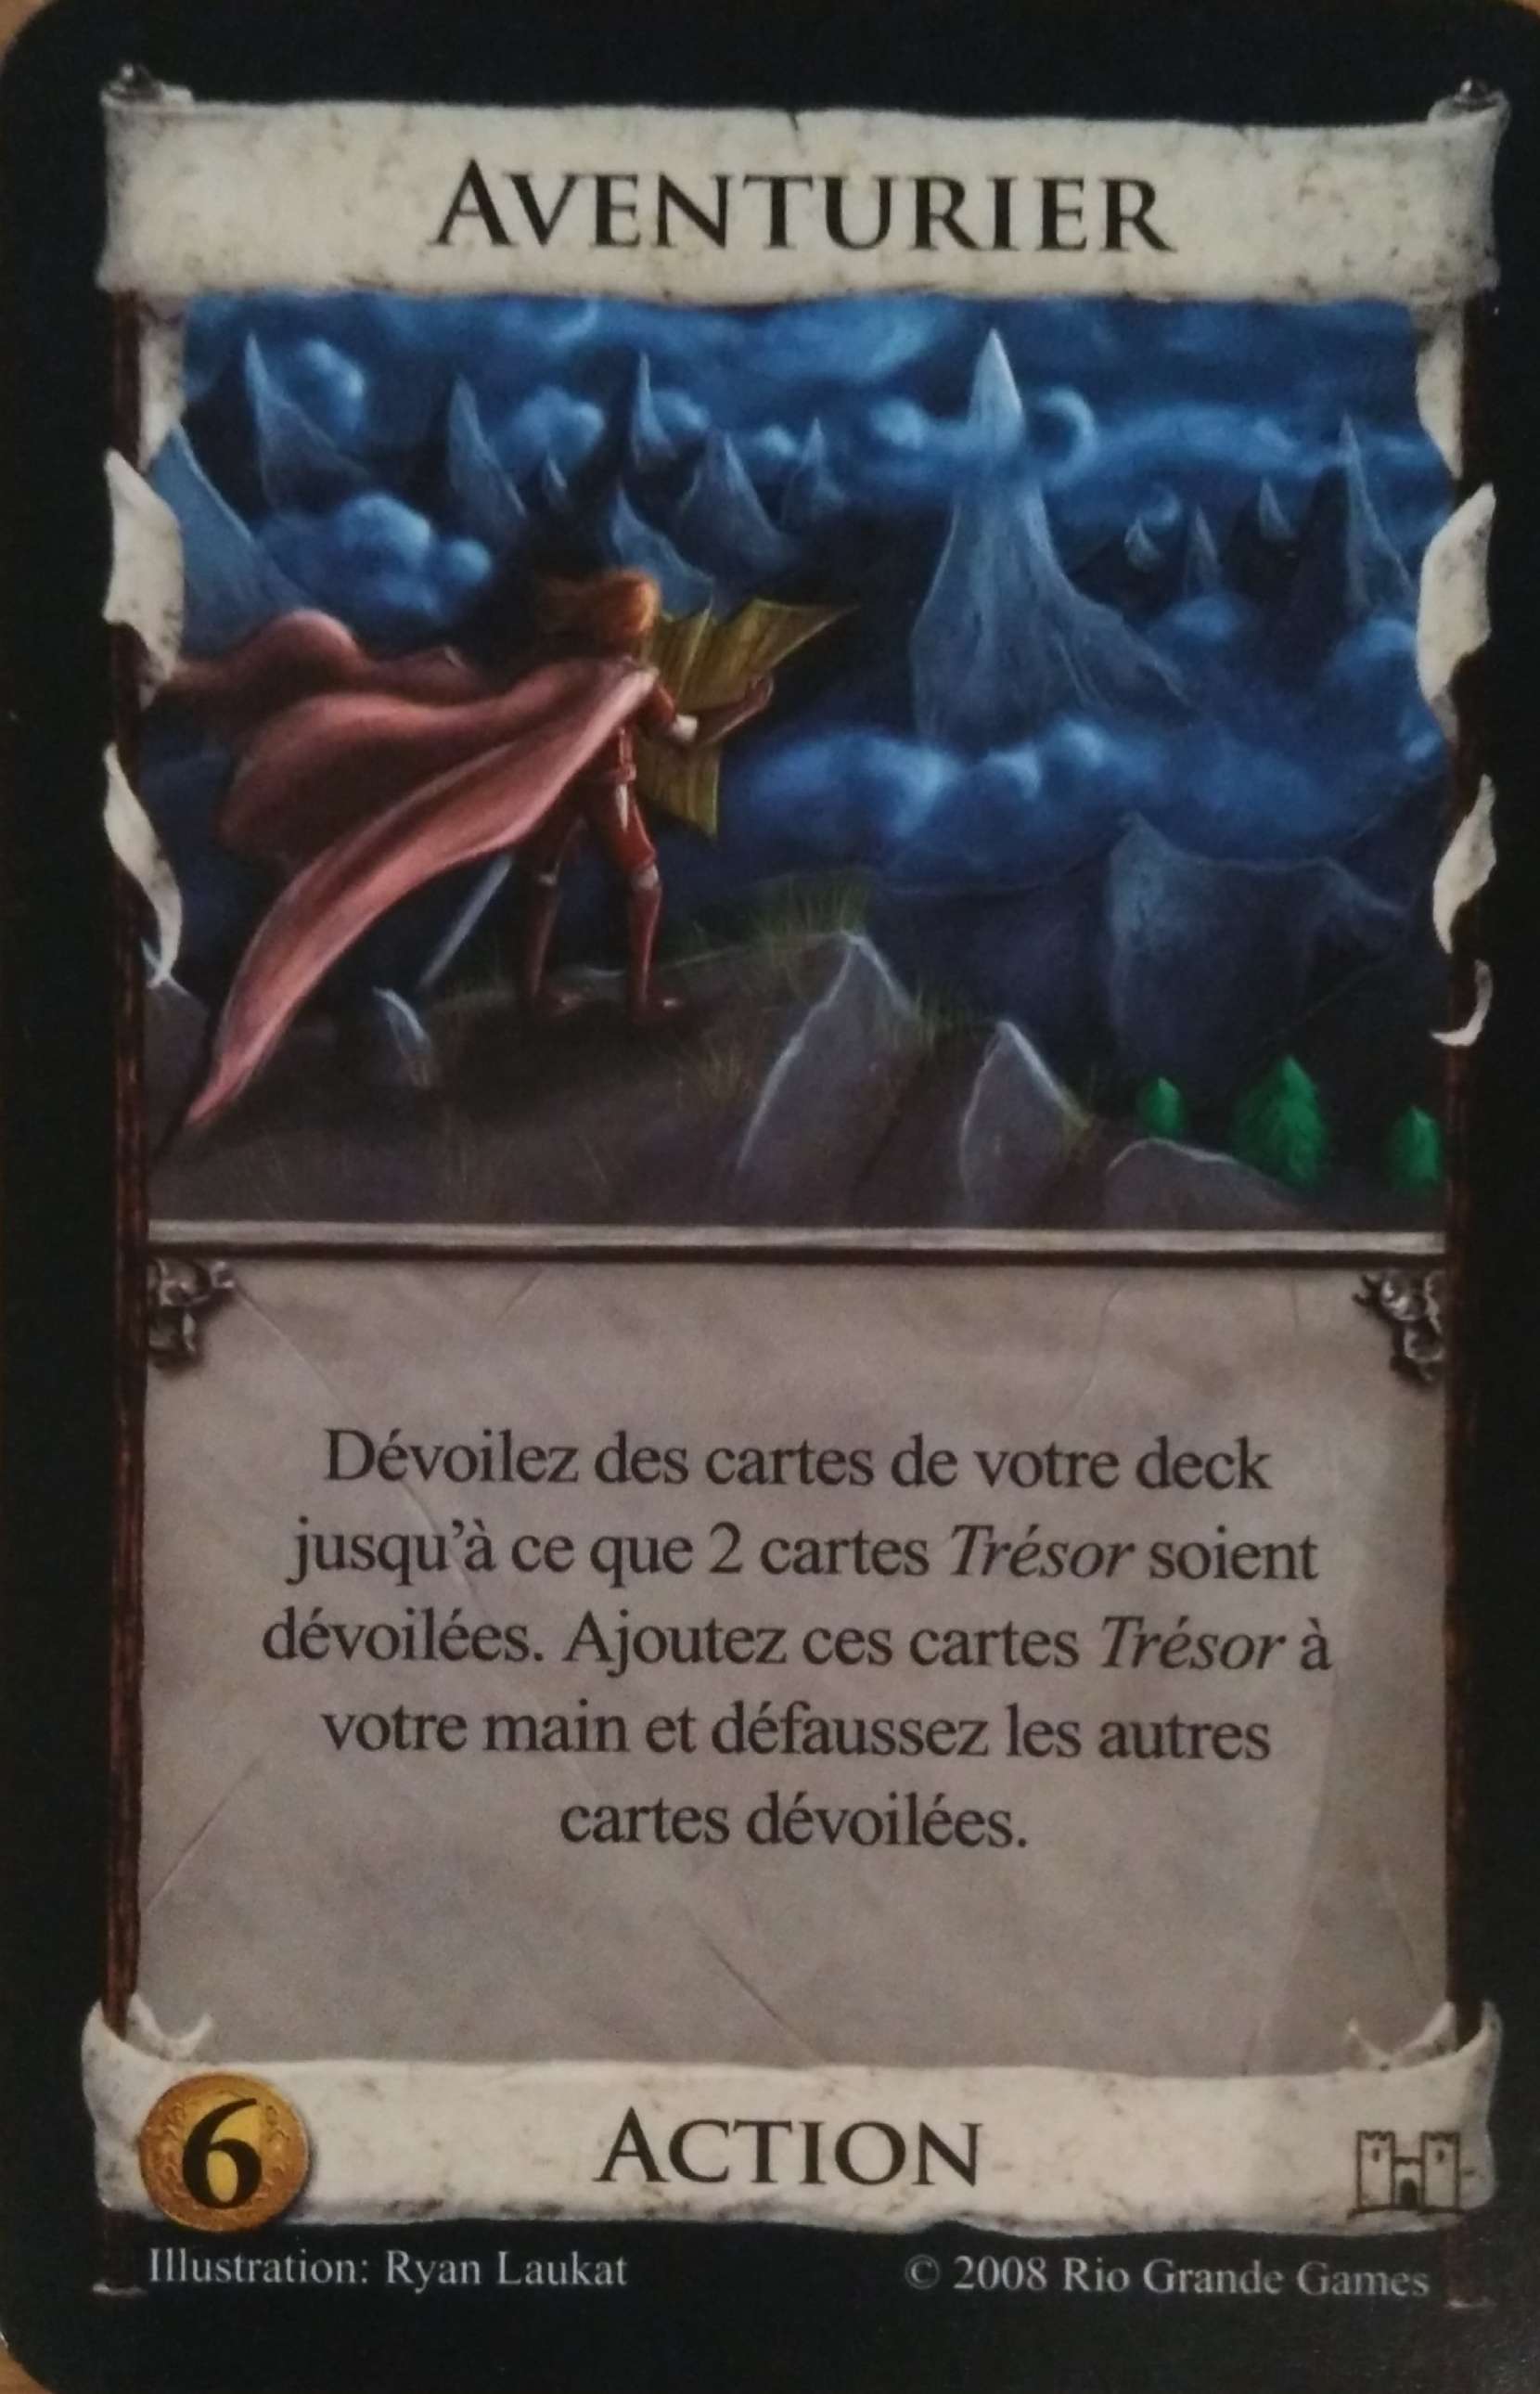 AVENTURIER
Dévoilez des cartes de votre deck
jusqu'à ce que 2 cartes Trésor soient
dévoilées. Ajoutez ces cartes Trésor à
votre main et défaussez les autres
cartes dévoilées.
6 ACTION
Illustration: Ryan Laukat © 2008 Rio Grande Games